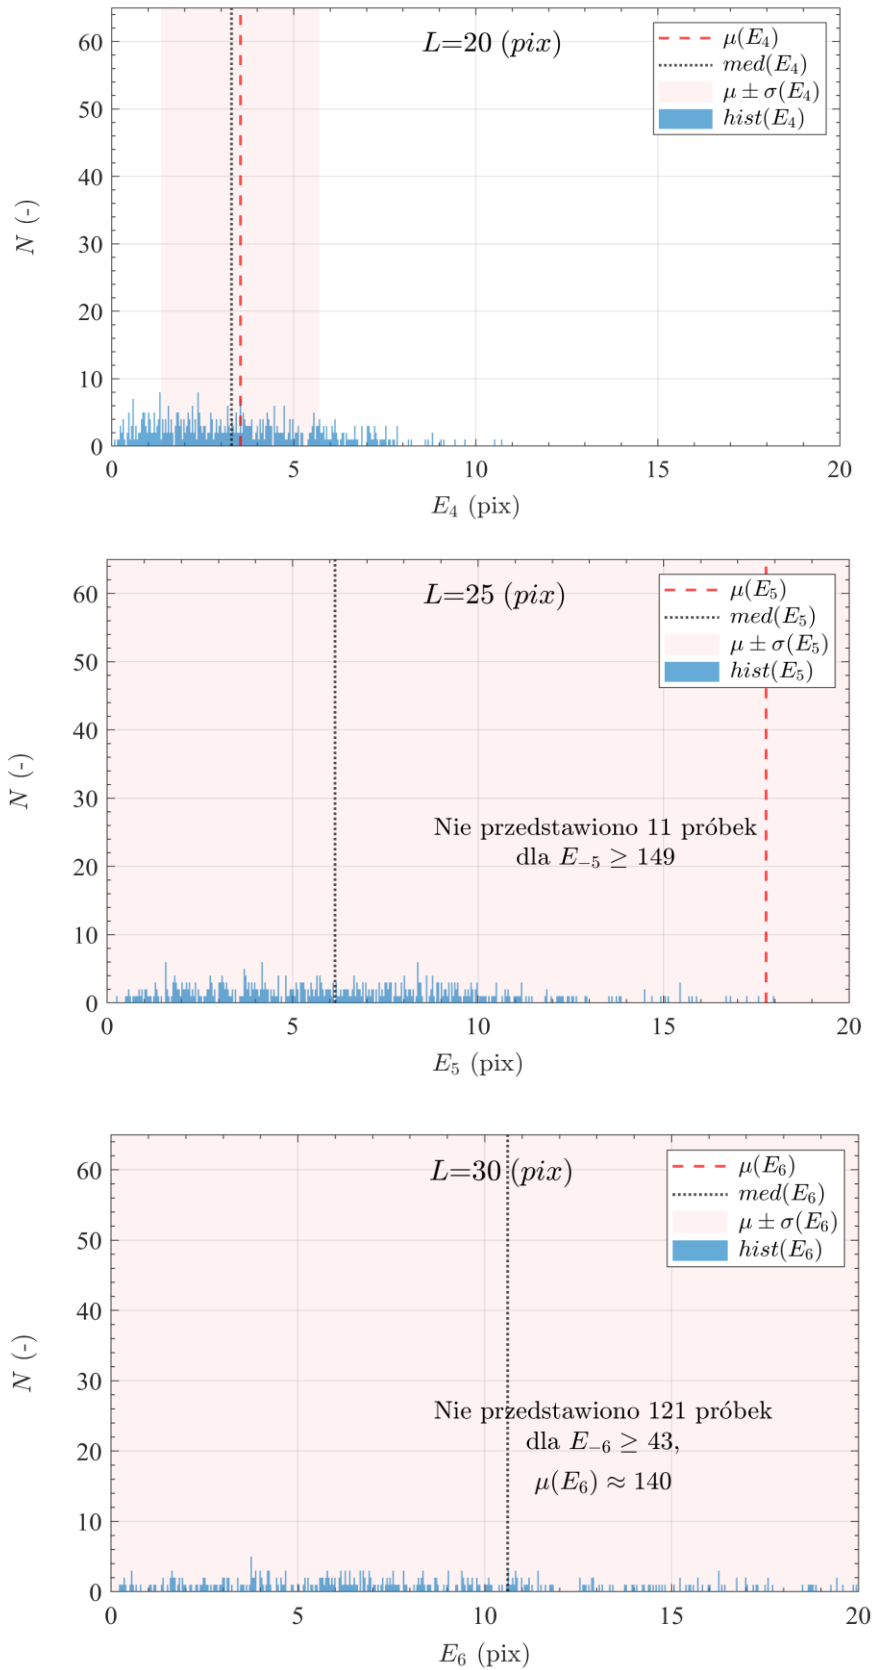 L=20 (pix)
μ(E₄)
med(E₄)
μ ± σ(E₄)
hist(E₄)
60
50
40
30
20
10
0
N (-)
0 5 10 15 20
E₄ (pix)
L=25 (pix)
μ(E₅)
med(E₅)
μ ± σ(E₅)
hist(E₅)
60
50
40
30
20
10
0
N (-)
Nie przedstawiono 11 próbek
dla E₋₅ ≥ 149
0 5 10 15 20
E₅ (pix)
L=30 (pix)
μ(E₆)
med(E₆)
μ ± σ(E₆)
hist(E₆)
60
50
40
30
20
10
0
N (-)
Nie przedstawiono 121 próbek
dla E₋₆ ≥ 43,
μ(E₆) ≈ 140
0 5 10 15 20
E₆ (pix)